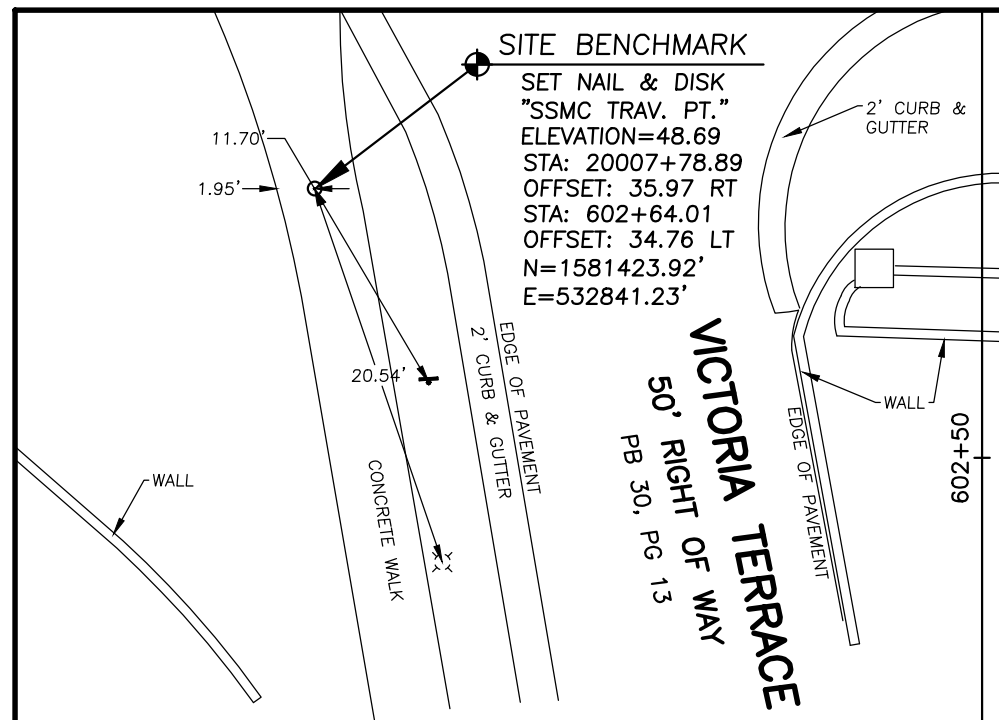 SITE BENCHMARK
SET NAIL & DISK
"SSMC TRAV. PT."
ELEVATION=48.69
STA: 20007+78.89
OFFSET: 35.97 RT
STA: 602+64.01
OFFSET: 34.76 LT
N=1581423.92'
E=532841.23'
2' CURB &
GUTTER
11.70'
1.95'
20.54'
EDGE OF PAVEMENT
2' CURB & GUTTER
CONCRETE WALK
WALL
VICTORIA TERRACE
50' RIGHT OF WAY
PB 30, PG 13
EDGE OF PAVEMENT
WALL
602+50